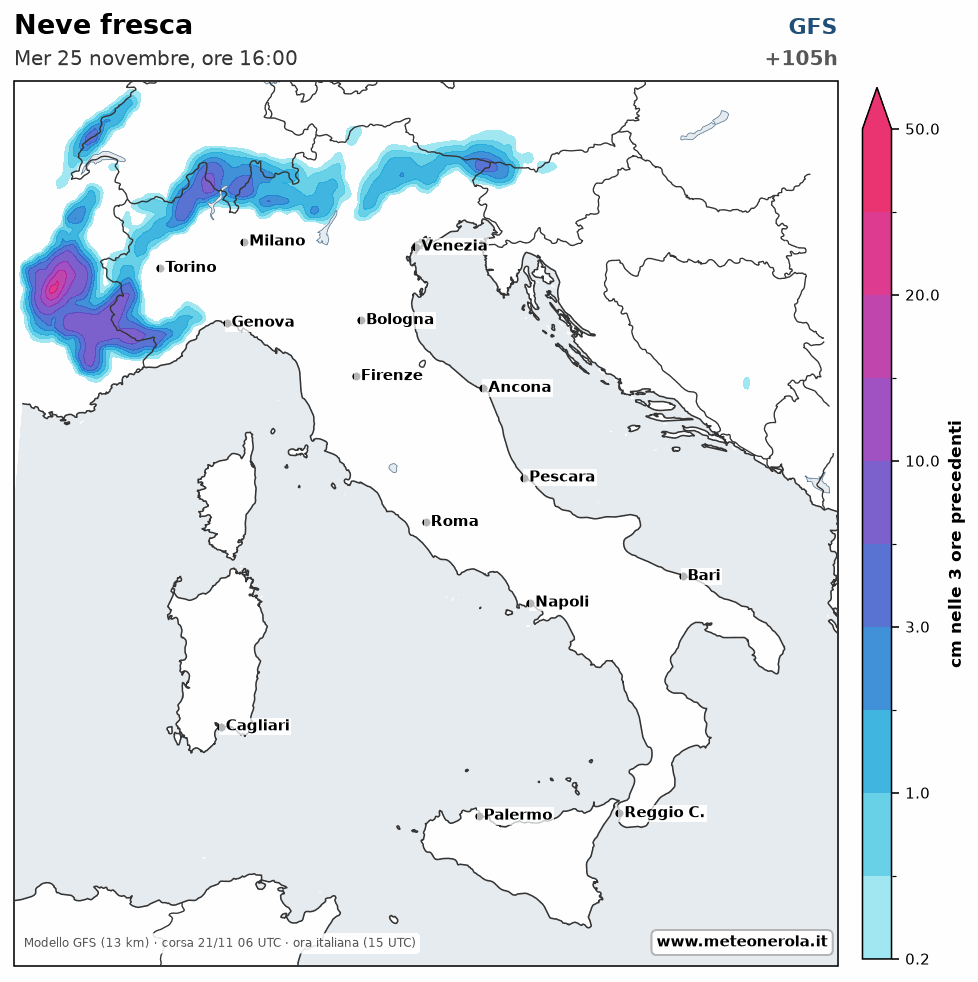 Neve fresca
GFS
Mer 25 novembre, ore 16:00
+105h
50.0
20.0
10.0
3.0
1.0
0.2
cm nelle 3 ore precedenti
Milano
Venezia
Torino
Genova
Bologna
Firenze
Ancona
Pescara
Roma
Bari
Napoli
Cagliari
Palermo
Reggio C.
Modello GFS (13 km) · corsa 21/11 06 UTC · ora italiana (15 UTC)
www.meteonerola.it